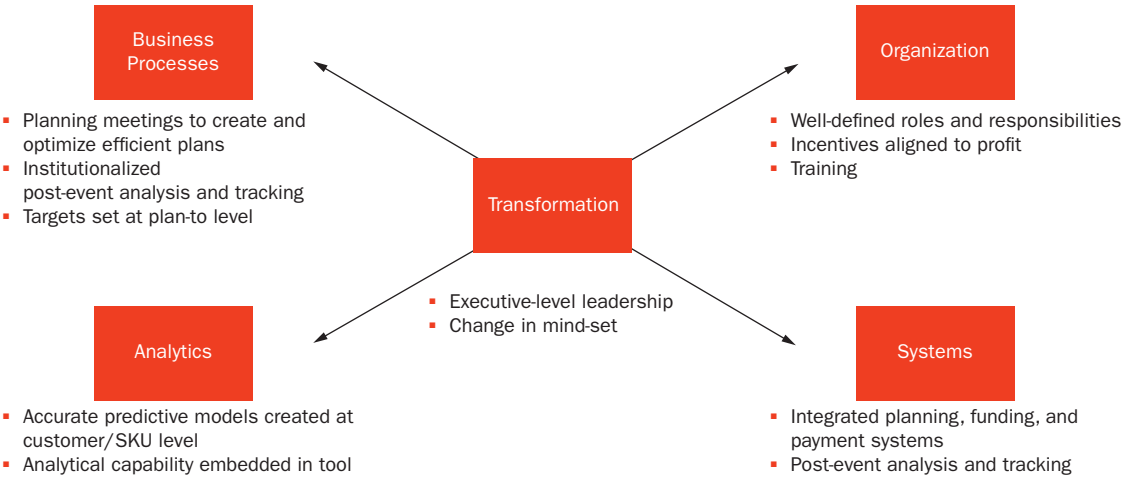 Business
Processes
▪ Planning meetings to create and
optimize efficient plans
▪ Institutionalized
post-event analysis and tracking
▪ Targets set at plan-to level
Organization
▪ Well-defined roles and responsibilities
▪ Incentives aligned to profit
▪ Training
Transformation
▪ Executive-level leadership
▪ Change in mind-set
Analytics
▪ Accurate predictive models created at
customer/SKU level
▪ Analytical capability embedded in tool
Systems
▪ Integrated planning, funding, and
payment systems
▪ Post-event analysis and tracking